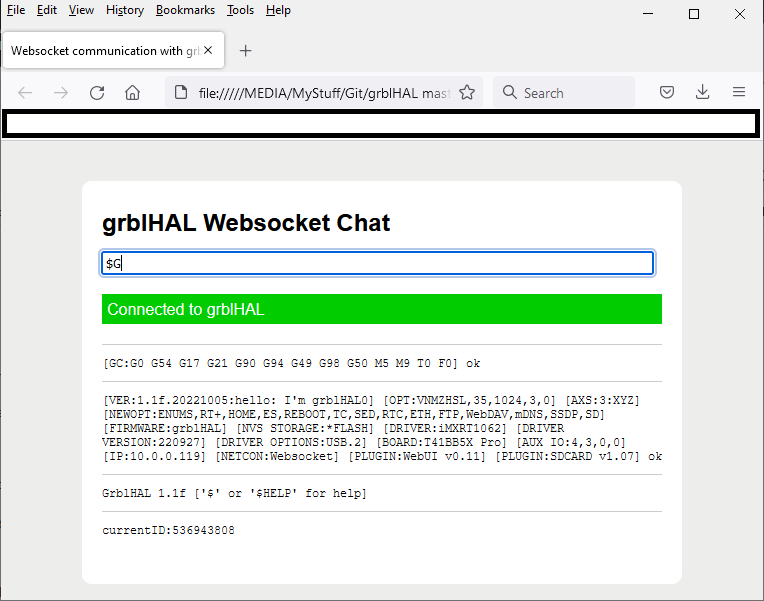 File Edit View History Bookmarks Tools Help
Websocket communication with gr
file://///MEDIA/MyStuff/Git/grblHAL mast
Search
grblHAL Websocket Chat
$G
Connected to grblHAL
[GC:G0 G54 G17 G21 G90 G94 G49 G98 G50 M5 M9 T0 F0] ok
[VER:1.1f.20221005:hello: I'm grblHAL0] [OPT:VNMZHSL,35,1024,3,0] [AXS:3:XYZ]
[NEWOPT:ENUMS,RT+,HOME,ES,REBOOT,TC,SED,RTC,ETH,FTP,WebDAV,mDNS,SSDP,SD]
[FIRMWARE:grblHAL] [NVS STORAGE:*FLASH] [DRIVER:iMXRT1062] [DRIVER
VERSION:220927] [DRIVER OPTIONS:USB.2] [BOARD:T41BB5X Pro] [AUX IO:4,3,0,0]
[IP:10.0.0.119] [NETCON:Websocket] [PLUGIN:WebUI v0.11] [PLUGIN:SDCARD v1.07] ok
GrblHAL 1.1f ['$' or '$HELP' for help]
currentID:536943808